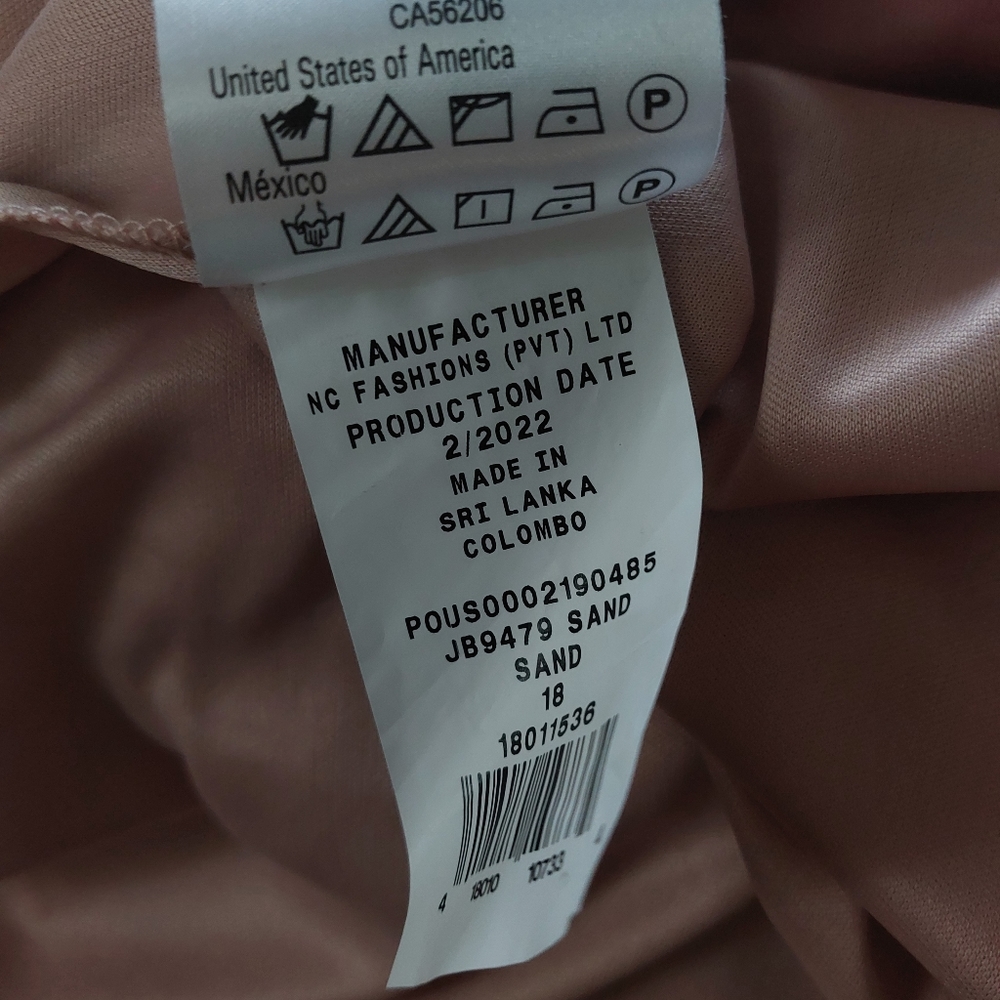 CA56206
United States of America
P
México
P
MANUFACTURER
NC FASHIONS (PVT) LTD
PRODUCTION DATE
2/2022
MADE IN
SRI LANKA
COLOMBO
POUS0002190485
JB9479 SAND
SAND
18
18011536
4 18010 10733